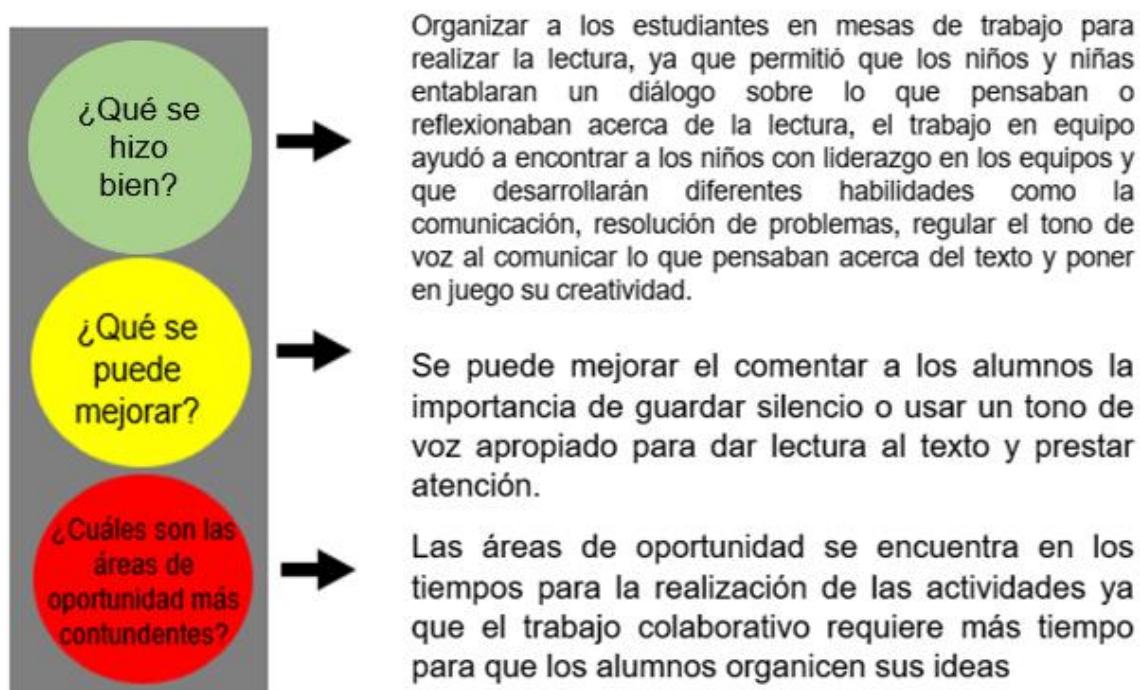 ¿Qué se
hizo
bien?
Organizar a los estudiantes en mesas de trabajo para
realizar la lectura, ya que permitió que los niños y niñas
entablaran un diálogo sobre lo que pensaban o
reflexionaban acerca de la lectura, el trabajo en equipo
ayudó a encontrar a los niños con liderazgo en los equipos y
que desarrollarán diferentes habilidades como la
comunicación, resolución de problemas, regular el tono de
voz al comunicar lo que pensaban acerca del texto y poner
en juego su creatividad.
¿Qué se
puede
mejorar?
Se puede mejorar el comentar a los alumnos la
importancia de guardar silencio o usar un tono de
voz apropiado para dar lectura al texto y prestar
atención.
¿Cuáles son las
áreas de
oportunidad más
contundentes?
Las áreas de oportunidad se encuentra en los
tiempos para la realización de las actividades ya
que el trabajo colaborativo requiere más tiempo
para que los alumnos organicen sus ideas